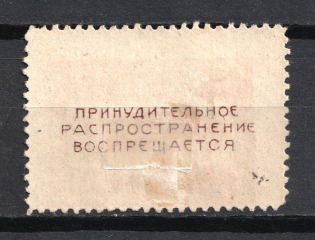 ПРИНУДИТЕЛЬНОЕ
РАСПРОСТРАНЕНИЕ
ВОСПРЕЩАЕТСЯ